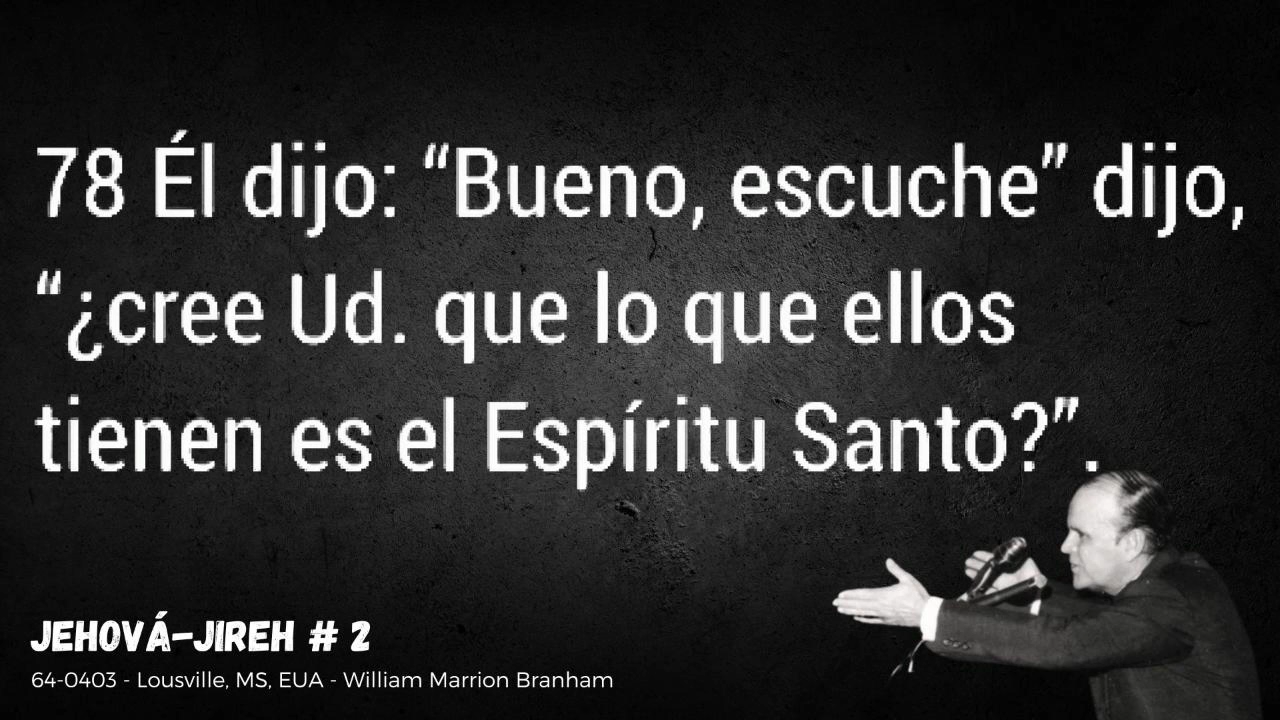 78 Él dijo: “Bueno, escuche” dijo,
“¿cree Ud. que lo que ellos
tienen es el Espíritu Santo?”.
JEHOVÁ-JIREH # 2
64-0403 - Lousville, MS, EUA - William Marrion Branham